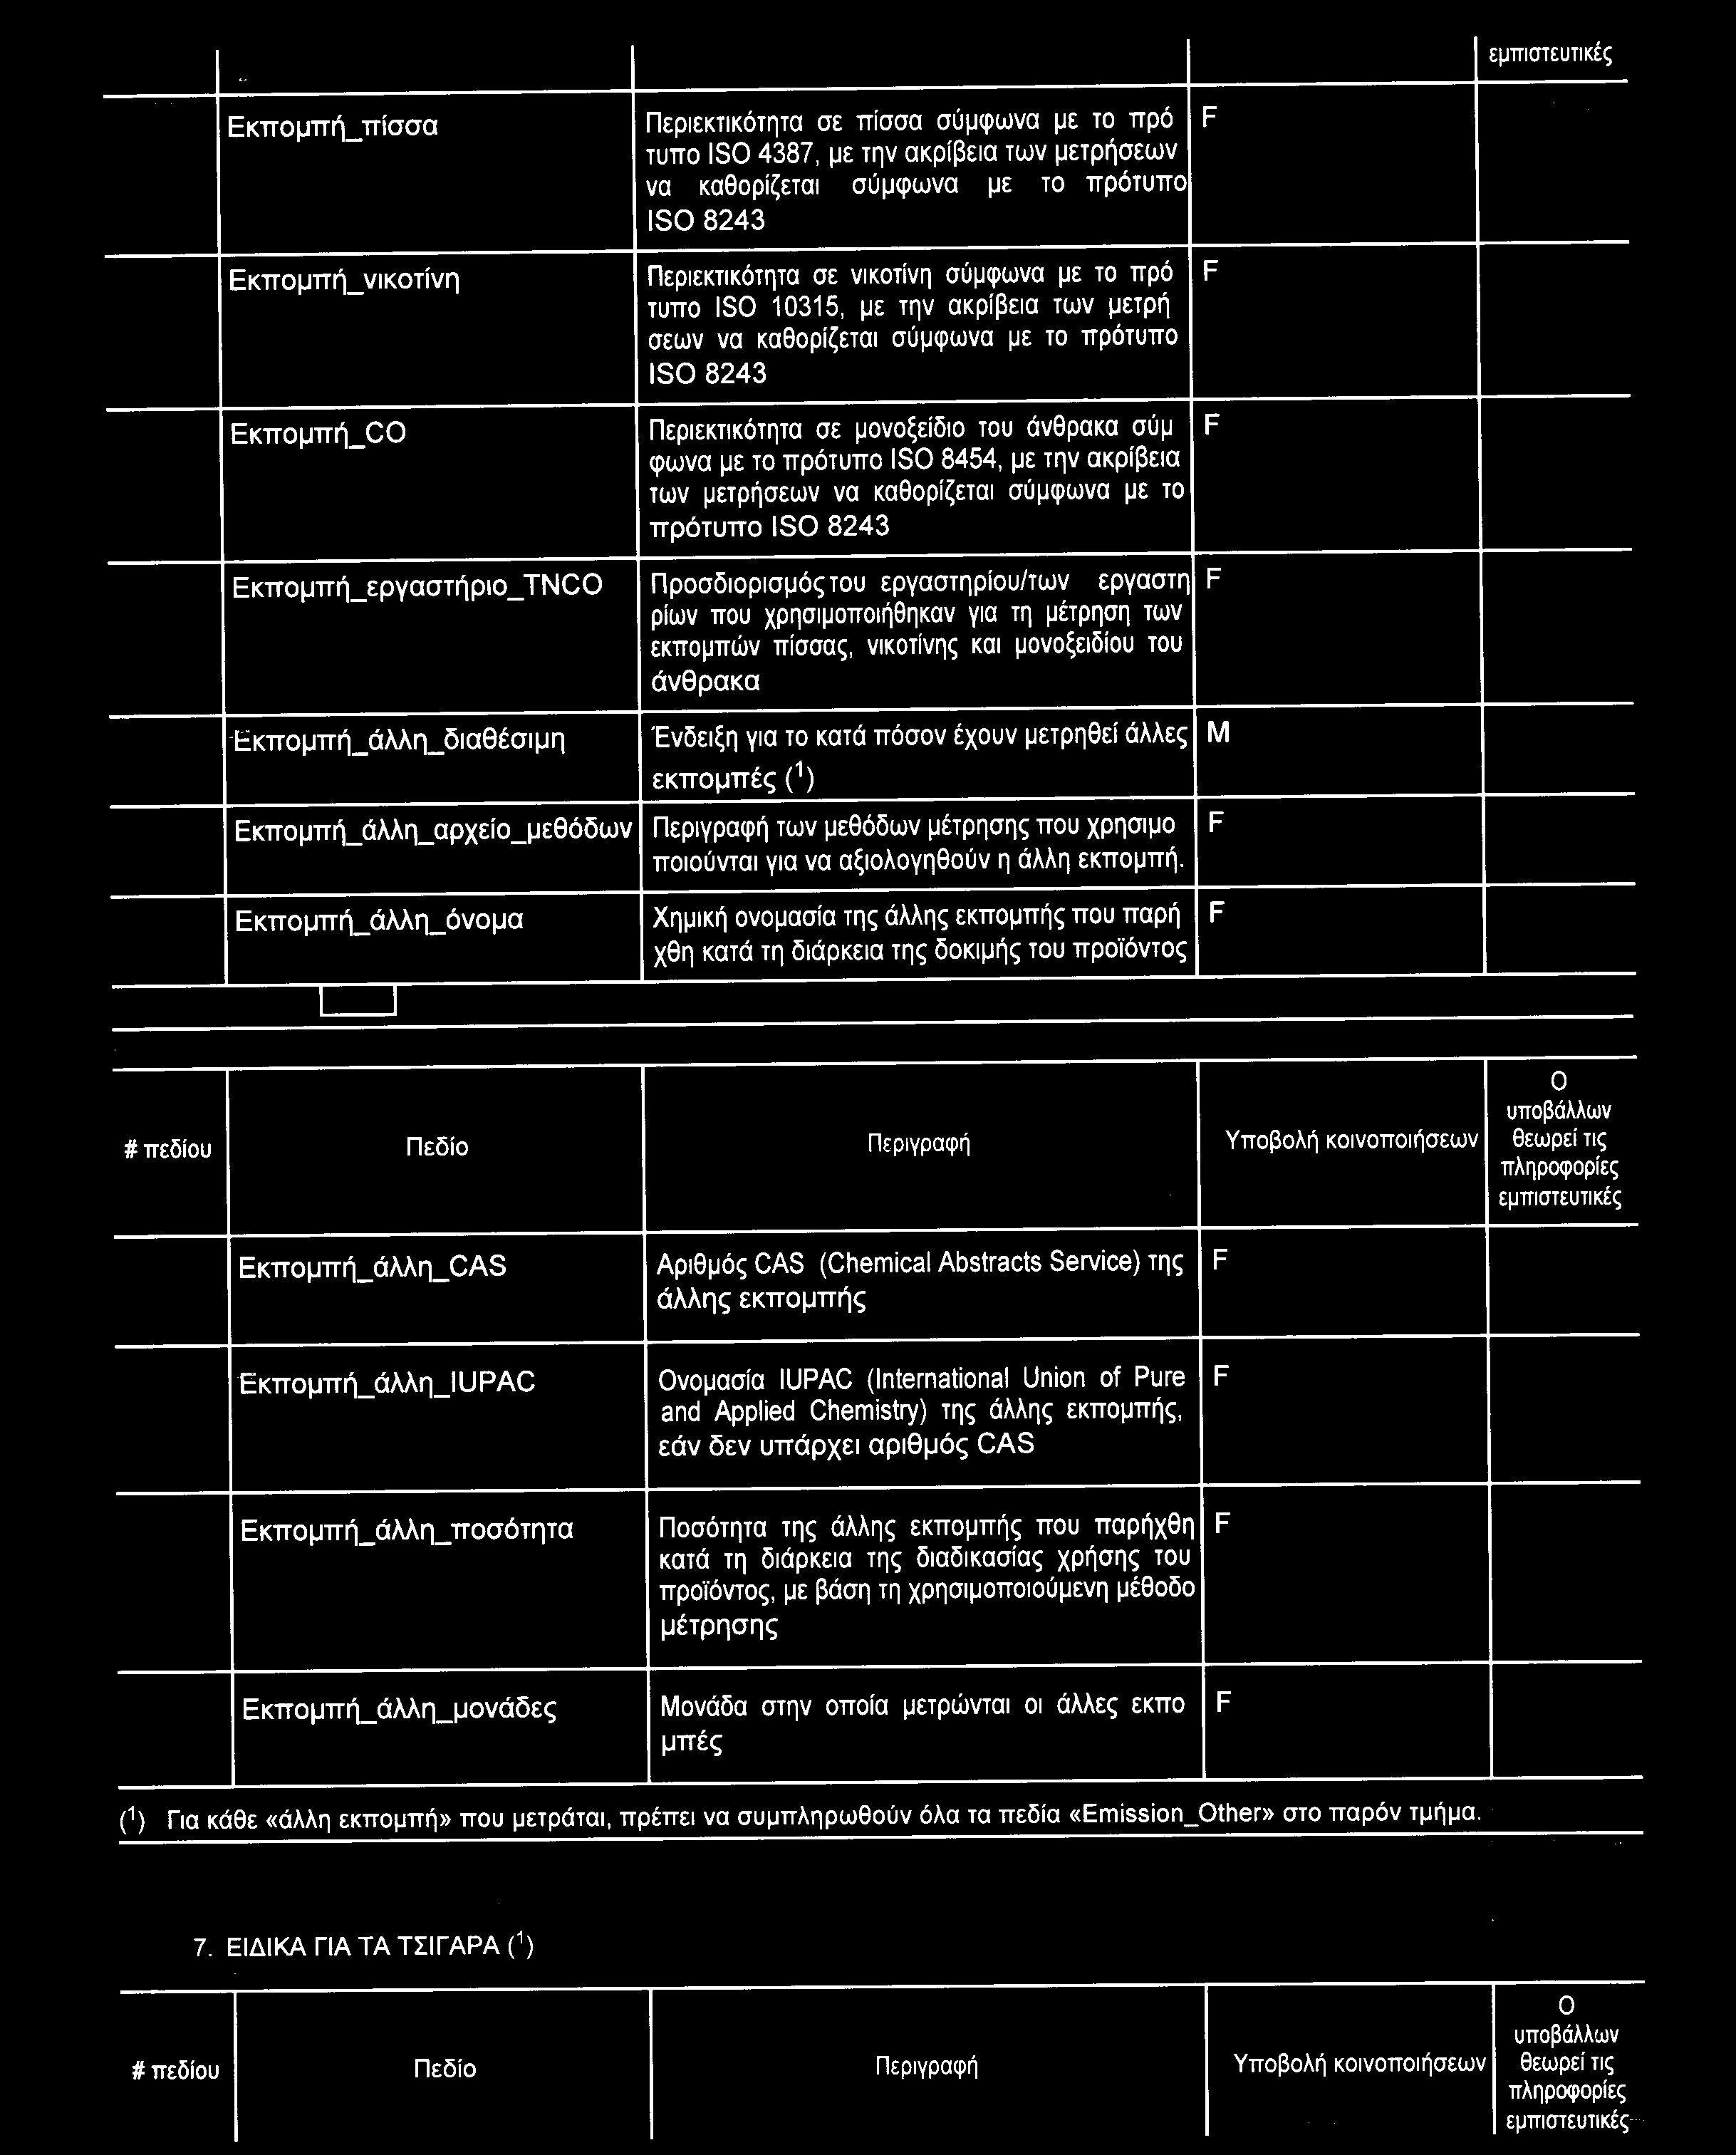 εμπιστευτικές
Εκπομπή_πίσσα
Περιεκτικότητα σε πίσσα σύμφωνα με το πρό
F
τυπο ISO 4387, με την ακρίβεια των μετρήσεων
να καθορίζεται σύμφωνα με το πρότυπο
ISO 8243
Εκπομπή_νικοτίνη
Περιεκτικότητα σε νικοτίνη σύμφωνα με το πρό
F
τυπο ISO 10315, με την ακρίβεια των μετρή
σεων να καθορίζεται σύμφωνα με το πρότυπο
ISO 8243
Εκπομπή_CO
Περιεκτικότητα σε μονοξείδιο του άνθρακα σύμ
F
φωνα με το πρότυπο ISO 8454, με την ακρίβεια
των μετρήσεων να καθορίζεται σύμφωνα με το
πρότυπο ISO 8243
Εκπομπή_εργαστήριο_TNCO
Προσδιορισμόςτου εργαστηρίου/των εργαστη
F
ρίων που χρησιμοποιήθηκαν για τη μέτρηση των
εκπομπών πίσσας, νικοτίνης και μονοξειδίου του
άνθρακα
Εκπομπή_άλλη_διαθέσιμη
Ένδειξη για το κατά πόσον έχουν μετρηθεί άλλες
M
εκπομπές (1)
Εκπομπή_άλλη_αρχείο_μεθόδων
Περιγραφή των μεθόδων μέτρησης που χρησιμο
F
ποιούνται για να αξιολογηθούν η άλλη εκπομπή.
Εκπομπή_άλλη_όνομα
Χημική ονομασία της άλλης εκπομπής που παρή
F
χθη κατά τη διάρκεια της δοκιμής του προϊόντος
# πεδίου
Πεδίο
Περιγραφή
Υποβολή κοινοποιήσεων
Ο
υποβάλλων
θεωρεί τις
πληροφορίες
εμπιστευτικές
Εκπομπή_άλλη_CAS
Αριθμός CAS (Chemical Abstracts Service) της
F
άλλης εκπομπής
Εκπομπή_άλλη_IUPAC
Ονομασία IUPAC (International Union of Pure
F
and Applied Chemistry) της άλλης εκπομπής,
εάν δεν υπάρχει αριθμός CAS
Εκπομπή_άλλη_ποσότητα
Ποσότητα της άλλης εκπομπής που παρήχθη
F
κατά τη διάρκεια της διαδικασίας χρήσης του
προϊόντος, με βάση τη χρησιμοποιούμενη μέθοδο
μέτρησης
Εκπομπή_άλλη_μονάδες
Μονάδα στην οποία μετρώνται οι άλλες εκπο
F
μπές
(1) Για κάθε «άλλη εκπομπή» που μετράται, πρέπει να συμπληρωθούν όλα τα πεδία «Emission_Other» στο παρόν τμήμα.
7. ΕΙΔΙΚΑ ΓΙΑ ΤΑ ΤΣΙΓΑΡΑ (1)
# πεδίου
Πεδίο
Περιγραφή
Υποβολή κοινοποιήσεων
Ο
υποβάλλων
θεωρεί τις
πληροφορίες
εμπιστευτικές